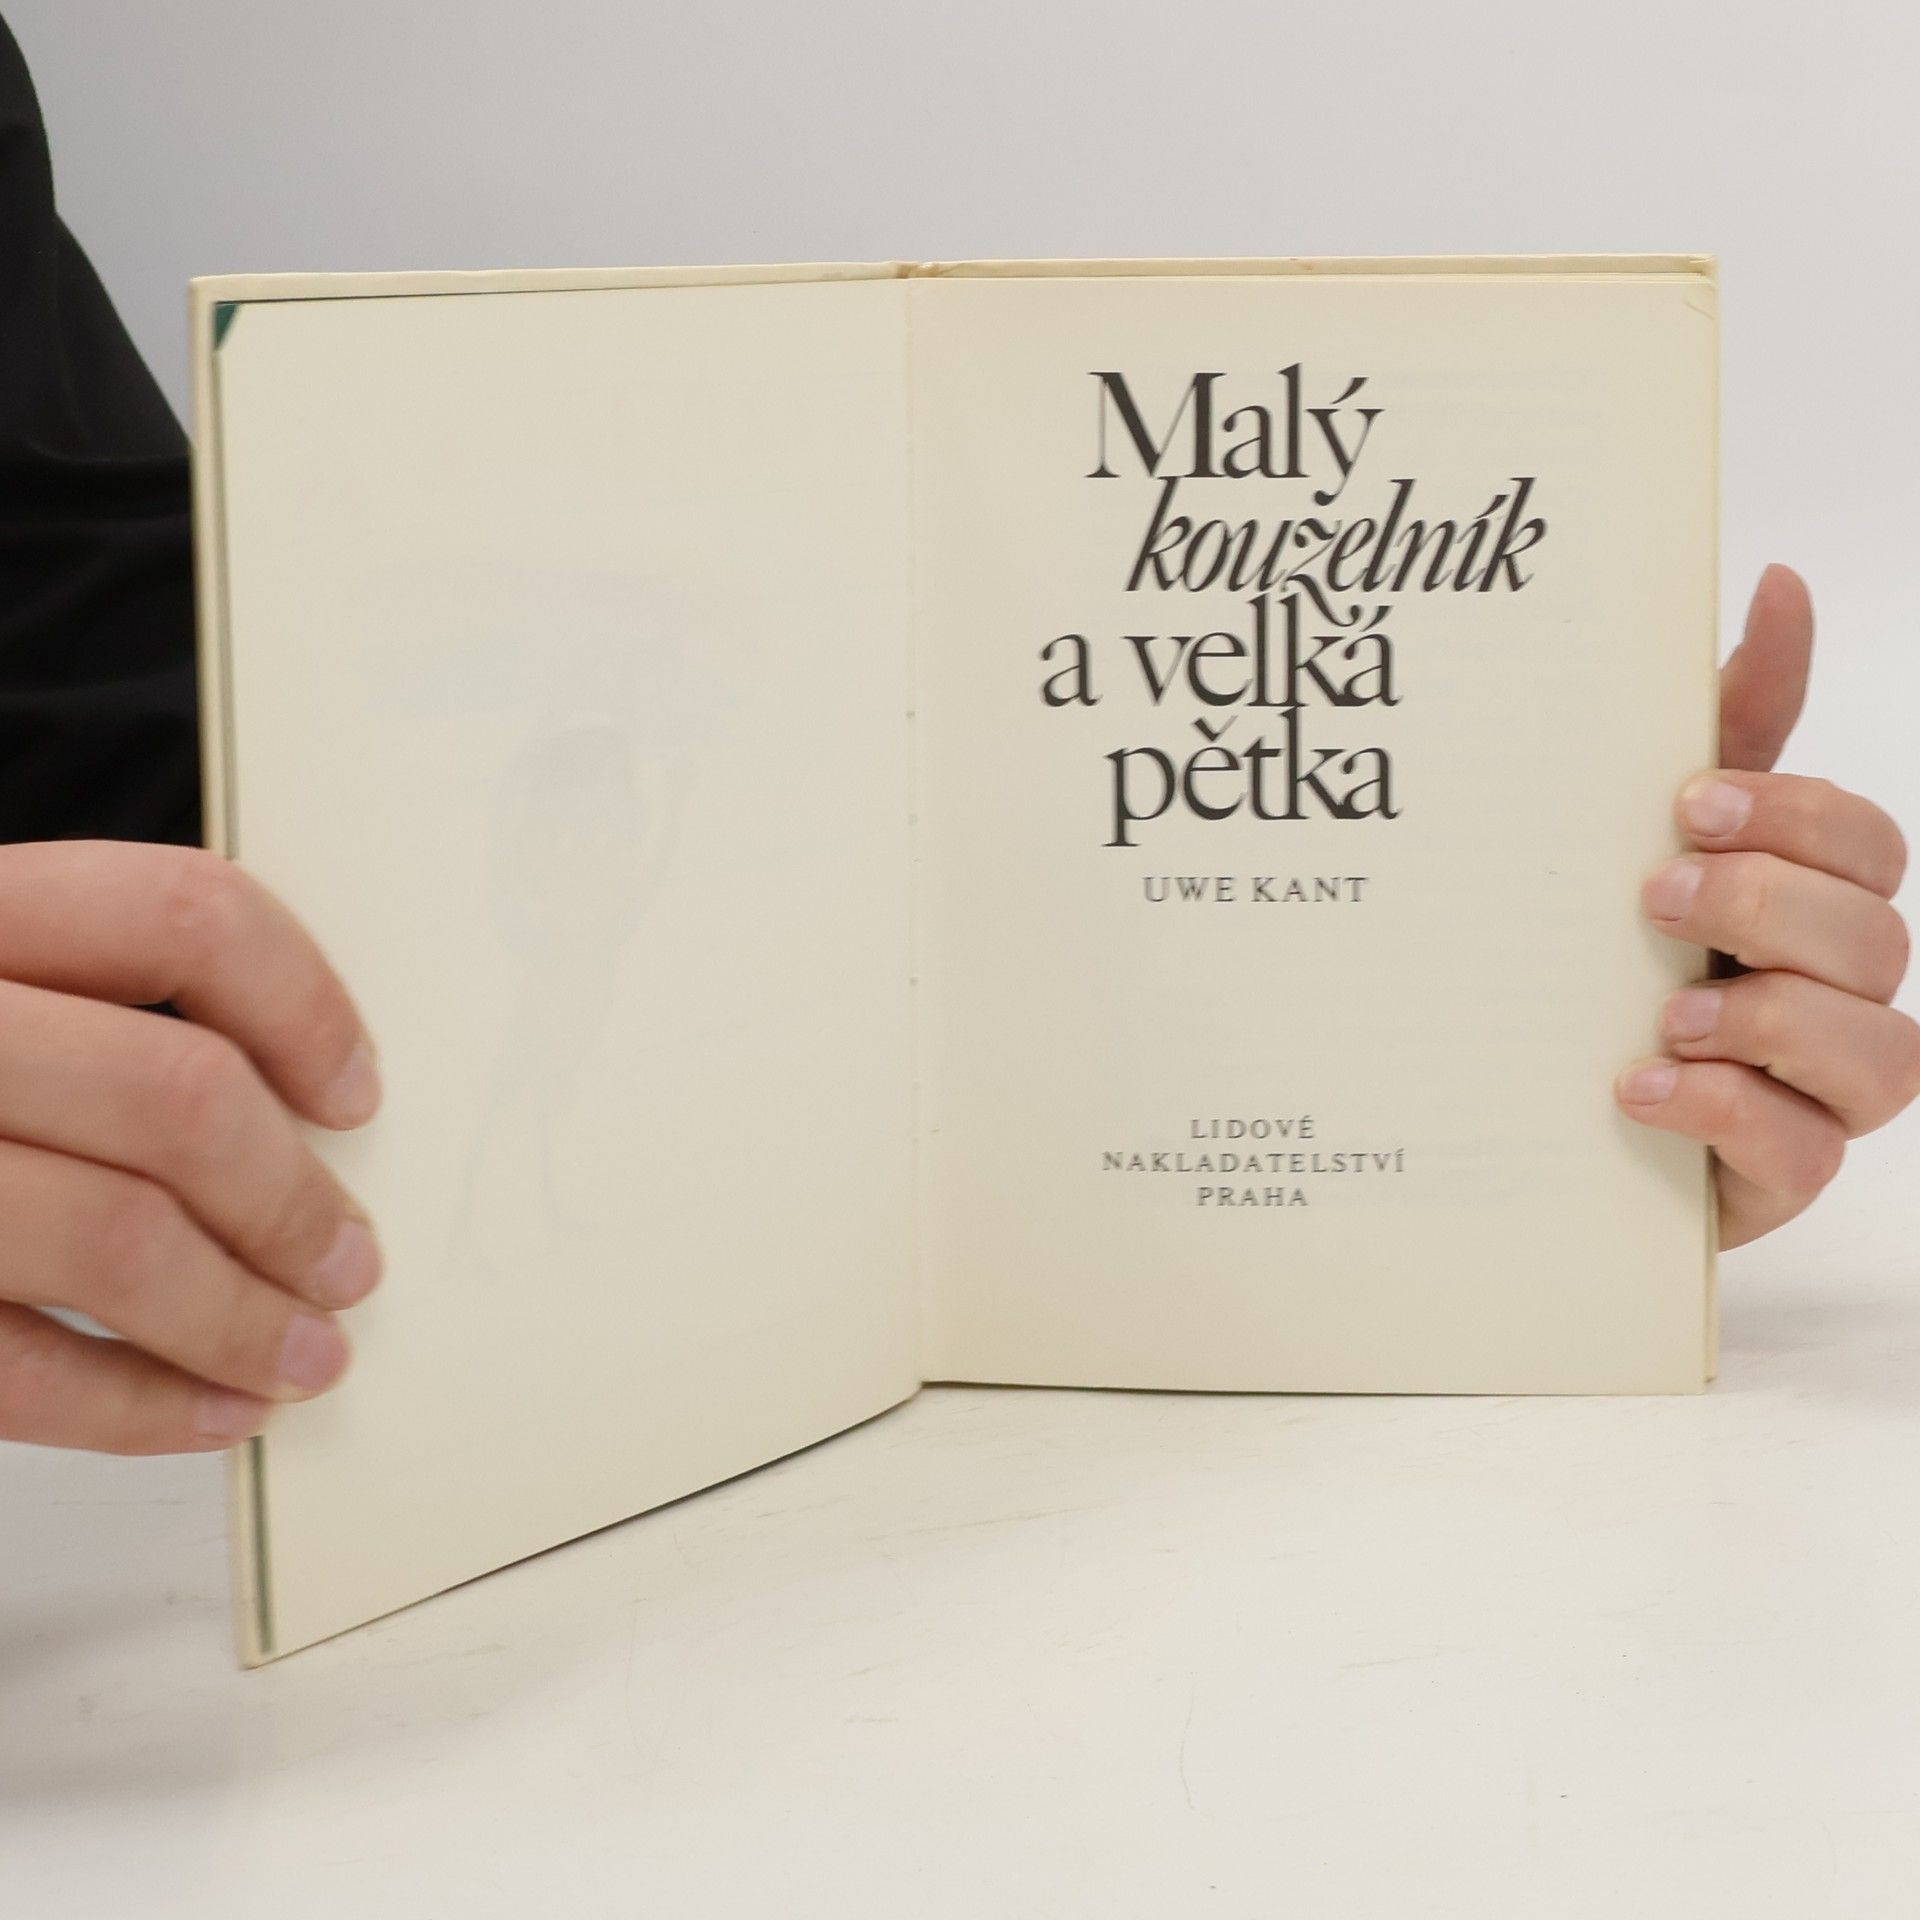 Malý
kouzelník
a velká
pětka
UWE KANT
LIDOVÉ
NAKLADATELSTVÍ
PRAHA